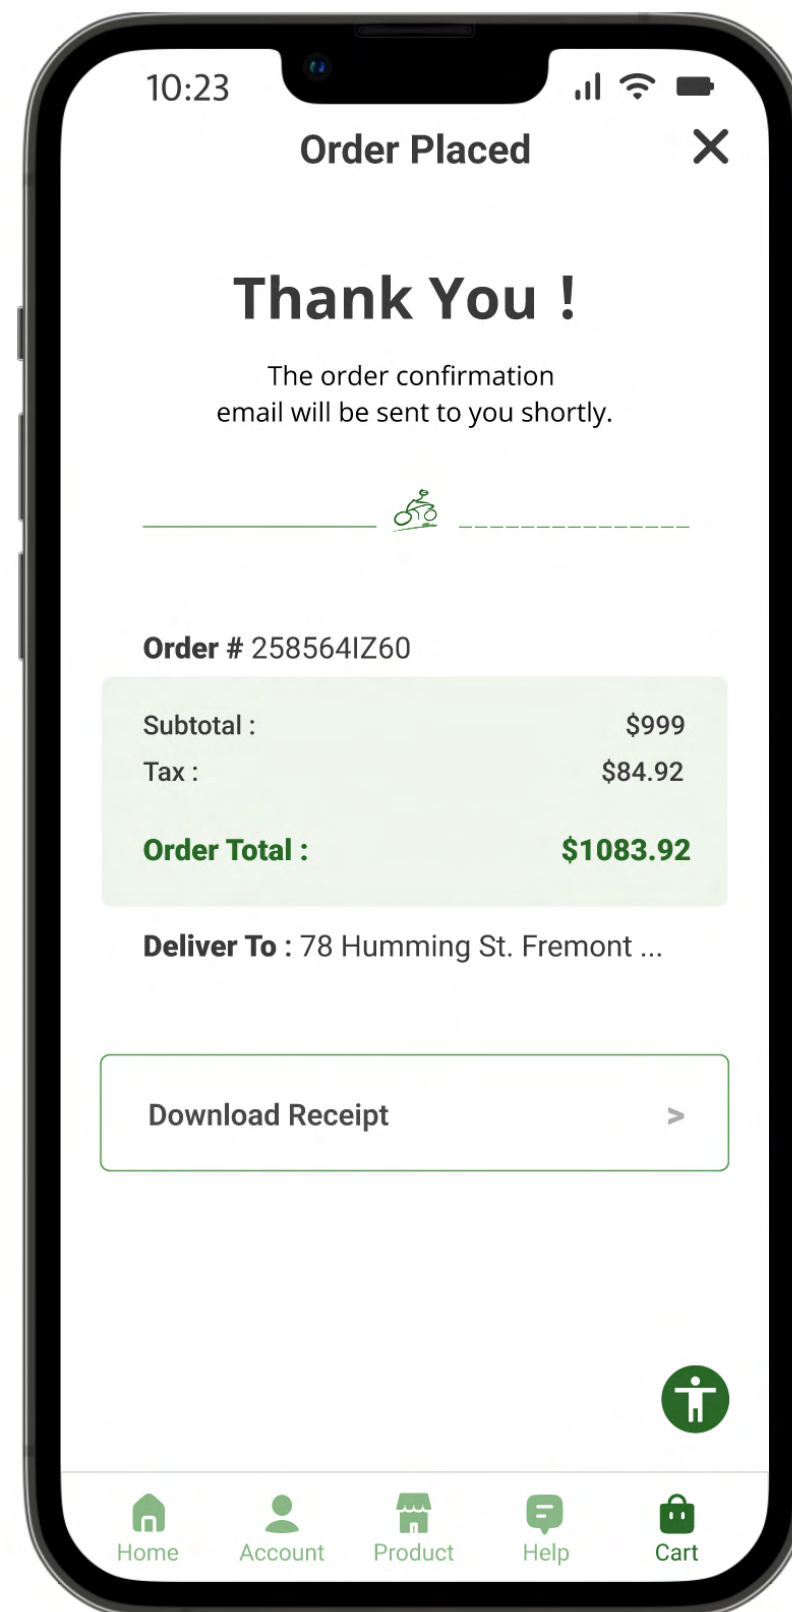 10:23
Order Placed
Thank You !
The order confirmation
email will be sent to you shortly.
Order # 258564IZ60
Subtotal : $999
Tax : $84.92
Order Total : $1083.92
Deliver To : 78 Humming St. Fremont ...
Download Receipt >
Home Account Product Help Cart